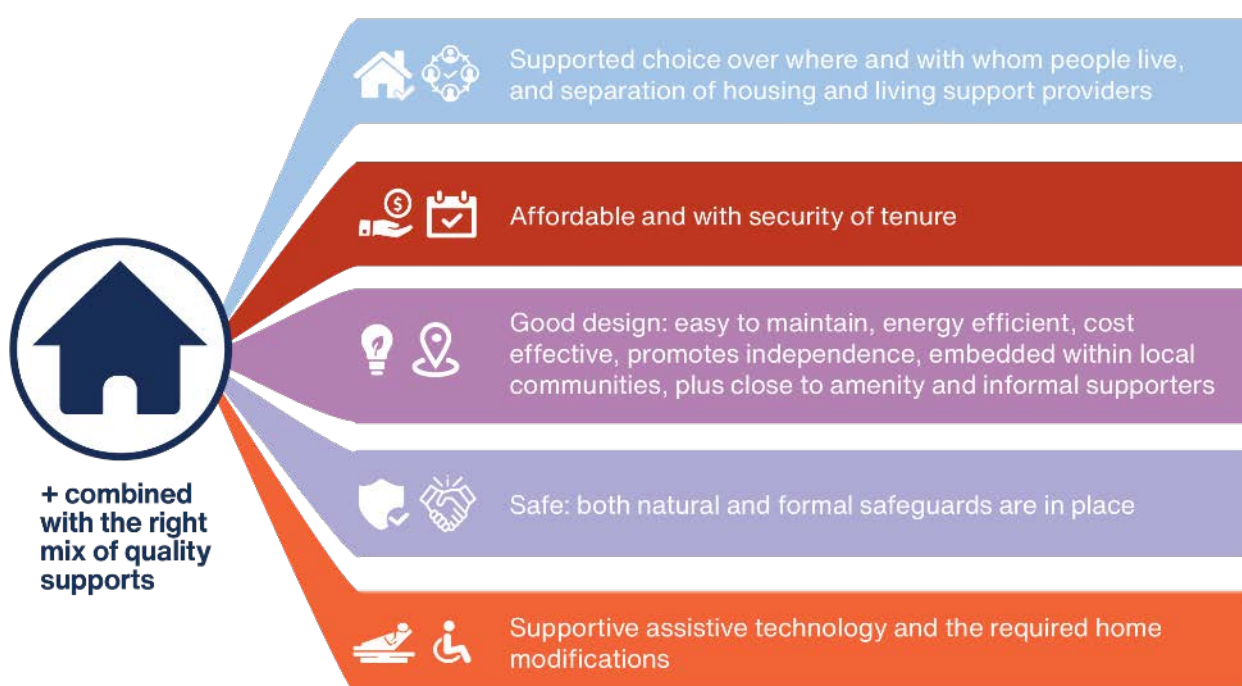 Supported choice over where and with whom people live,
and separation of housing and living support providers
Affordable and with security of tenure
Good design: easy to maintain, energy efficient, cost
effective, promotes independence, embedded within local
communities, plus close to amenity and informal supporters
Safe: both natural and formal safeguards are in place
Supportive assistive technology and the required home
modifications
+ combined
with the right
mix of quality
supports